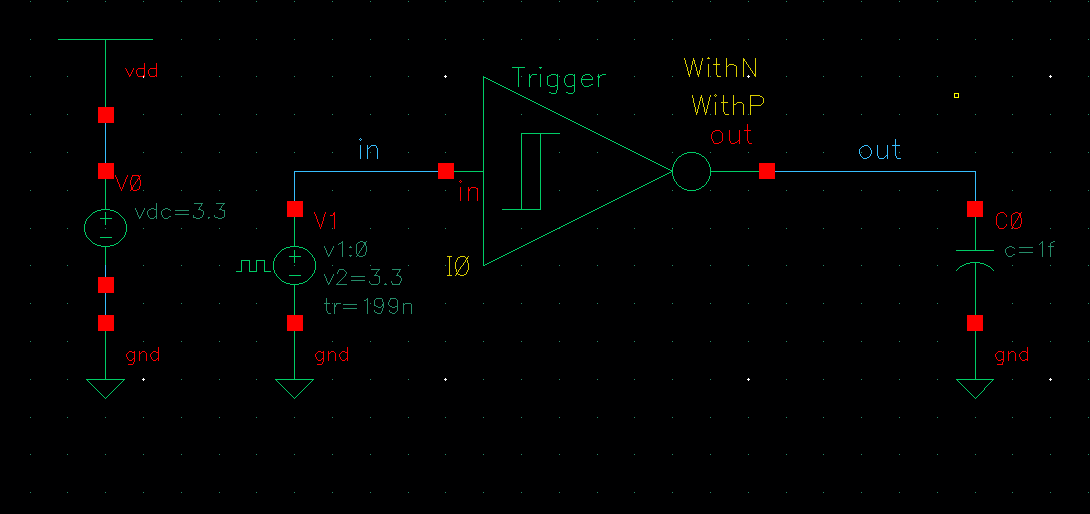 vdd
V0
vdc=3.3
gnd
in
V1
v1:0
v2=3.3
tr=199n
gnd
Trigger
in
I0
WithN
WithP
out
out
C0
c=1f
gnd